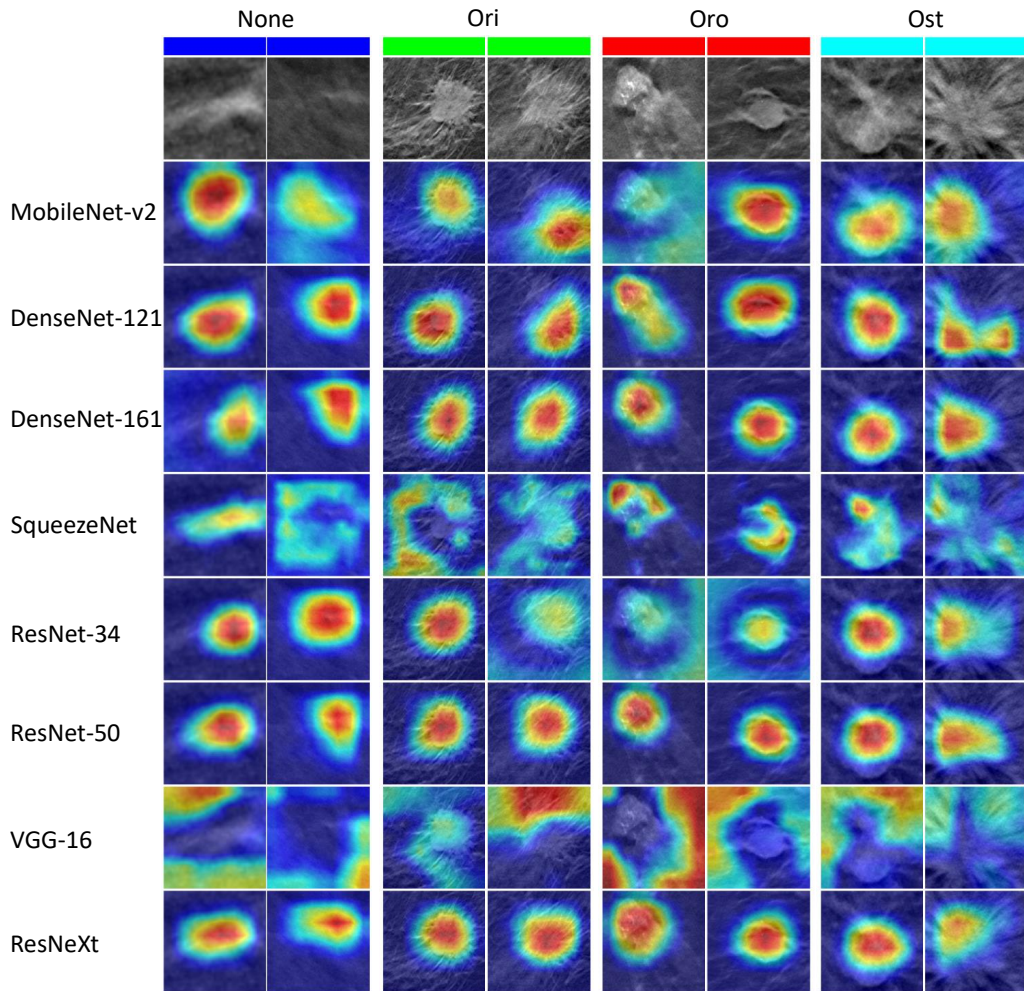 None Ori Oro Ost
MobileNet-v2
DenseNet-121
DenseNet-161
SqueezeNet
ResNet-34
ResNet-50
VGG-16
ResNeXt